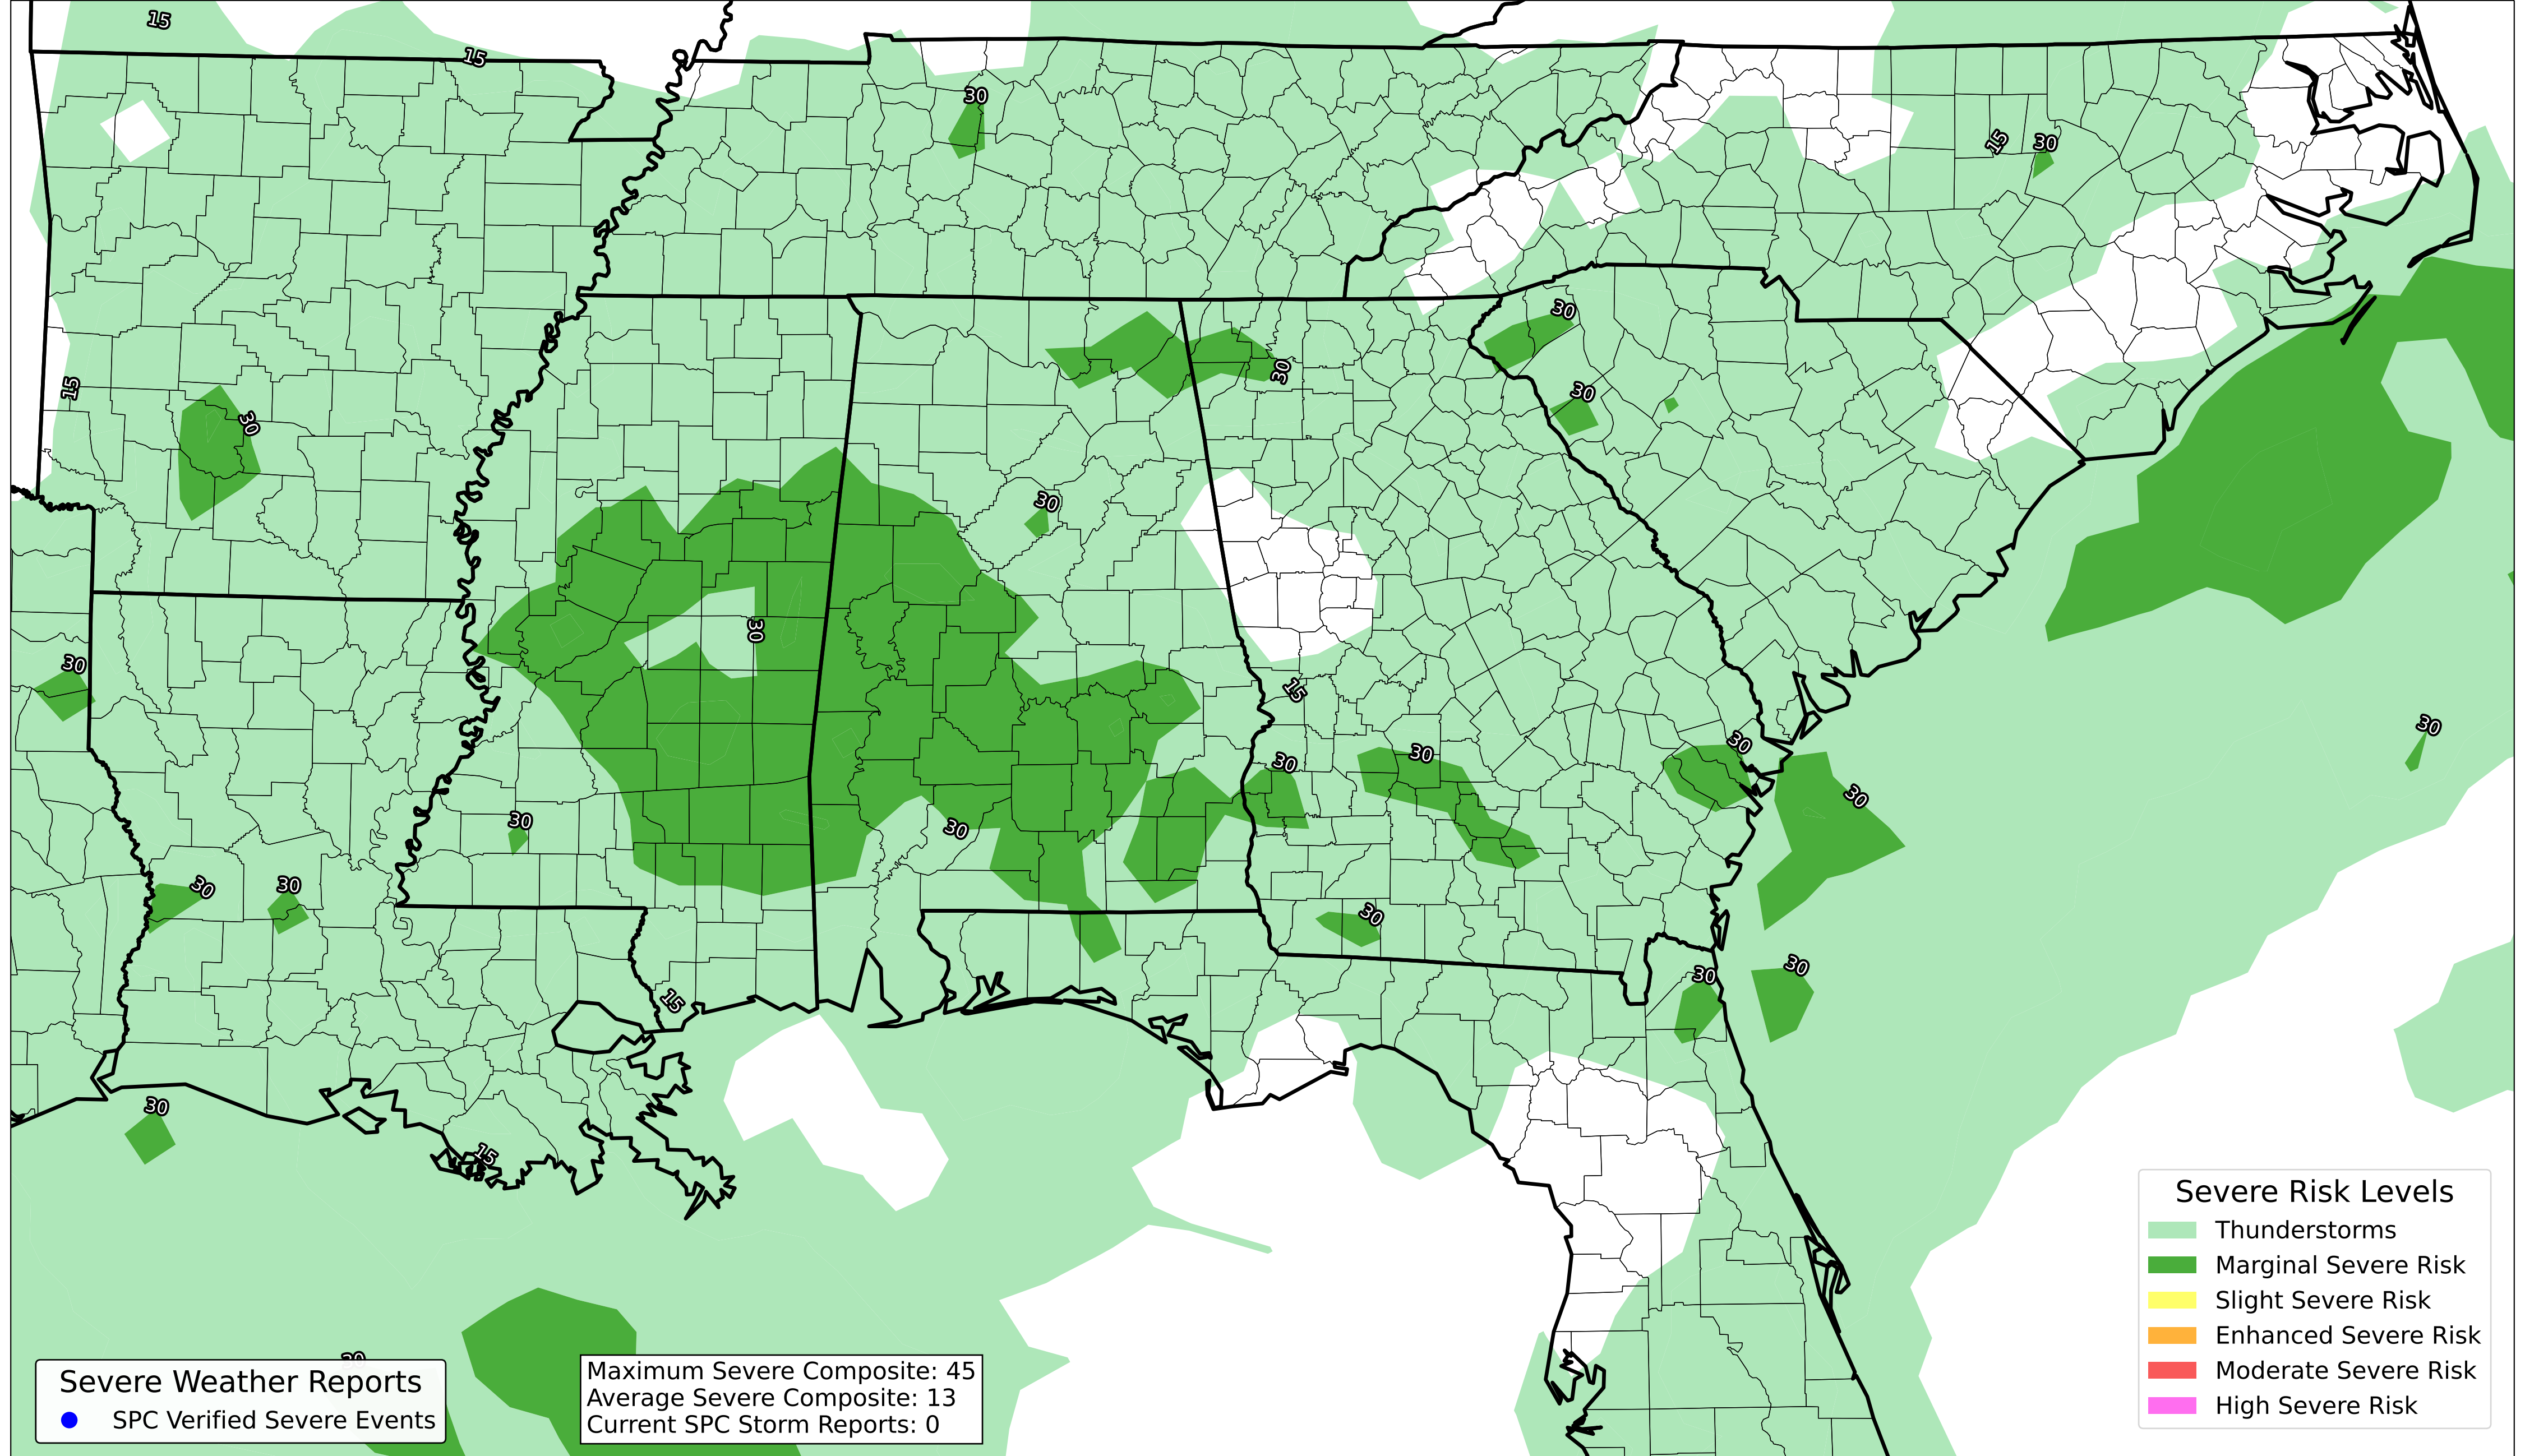 15
15
30
15
30
30
30
15
30
30
30
30
30
30
15
30
30
30
30
30
30
30
30
30
30
30
30
15
30
15
Severe Risk Levels
Thunderstorms
Marginal Severe Risk
Slight Severe Risk
Enhanced Severe Risk
Moderate Severe Risk
High Severe Risk
Severe Weather Reports
SPC Verified Severe Events
Maximum Severe Composite: 45
Average Severe Composite: 13
Current SPC Storm Reports: 0